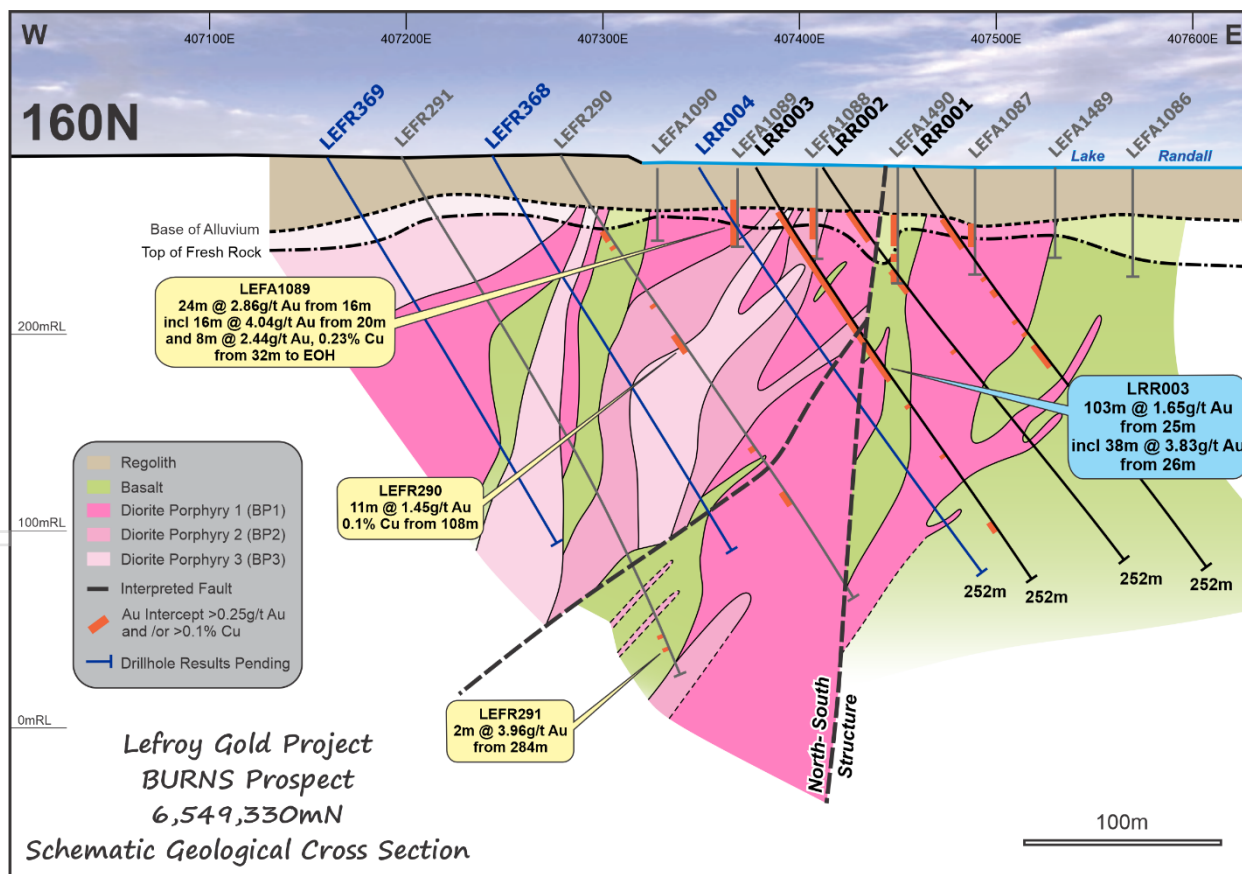 W
407100E
407200E
407300E
407400E
407500E
407600E
E
160N
LEFR369
LEFR291
LEFR368
LEFR290
LEFA1090
LRR004
LEFA1089
LRR003
LEFA1088
LRR002
LEFA1490
LRR001
LEFA1087
LEFA1489
LEFA1086
Lake Randall
Base of Alluvium
Top of Fresh Rock
LEFA1089
24m @ 2.86g/t Au from 16m
incl 16m @ 4.04g/t Au from 20m
and 8m @ 2.44g/t Au, 0.23% Cu
from 32m to EOH
200mRL
LRR003
103m @ 1.65g/t Au
from 25m
incl 38m @ 3.83g/t Au
from 26m
Regolith
Basalt
Diorite Porphyry 1 (BP1)
Diorite Porphyry 2 (BP2)
Diorite Porphyry 3 (BP3)
Interpreted Fault
Au Intercept >0.25g/t Au
and /or >0.1% Cu
Drillhole Results Pending
LEFR290
11m @ 1.45g/t Au
0.1% Cu from 108m
100mRL
252m
252m
252m
252m
LEFR291
2m @ 3.96g/t Au
from 284m
0mRL
North- South
Structure
Lefroy Gold Project
BURNS Prospect
6,549,330mN
Schematic Geological Cross Section
100m